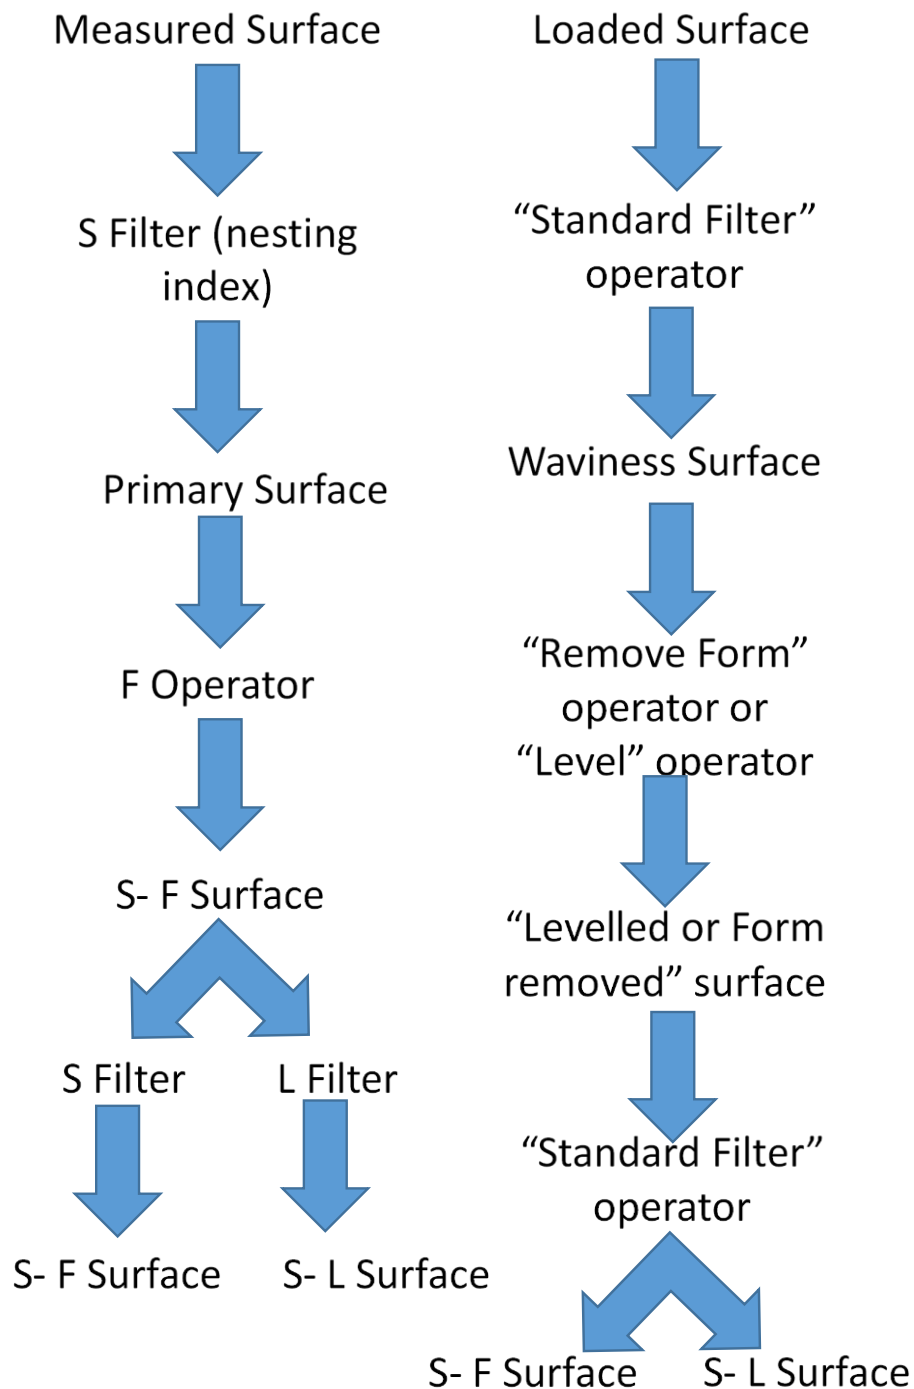 Measured Surface
S Filter (nesting
index)
Primary Surface
F Operator
S- F Surface
S Filter
L Filter
S- F Surface
S- L Surface
Loaded Surface
“Standard Filter”
operator
Waviness Surface
“Remove Form”
operator or
“Level” operator
“Levelled or Form
removed” surface
“Standard Filter”
operator
S- F Surface
S- L Surface